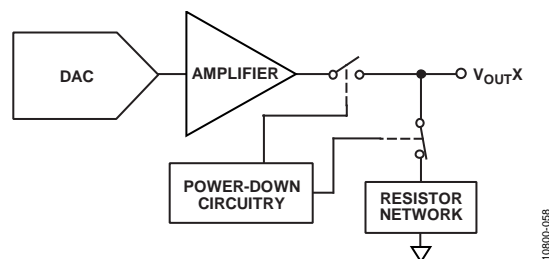 DAC
AMPLIFIER
VOUTX
POWER-DOWN
CIRCUITRY
RESISTOR
NETWORK
10800-058